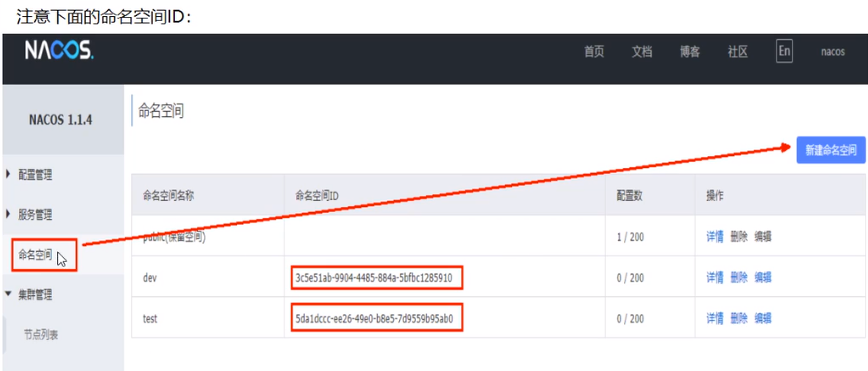 注意下面的命名空间ID：
NACOS.
首页 文档 博客 社区 En nacos
NACOS 1.1.4
命名空间
新建命名空间
配置管理
服务管理
命名空间
集群管理
节点列表
命名空间名称 命名空间ID 配置数 操作
public(保留空间) 1 / 200 详情 删除 编辑
dev 3c5e51ab-9904-4485-884a-5bfbc1285910 0 / 200 详情 删除 编辑
test 5da1dccc-ee26-49e0-b8e5-7d9559b95ab0 0 / 200 详情 删除 编辑